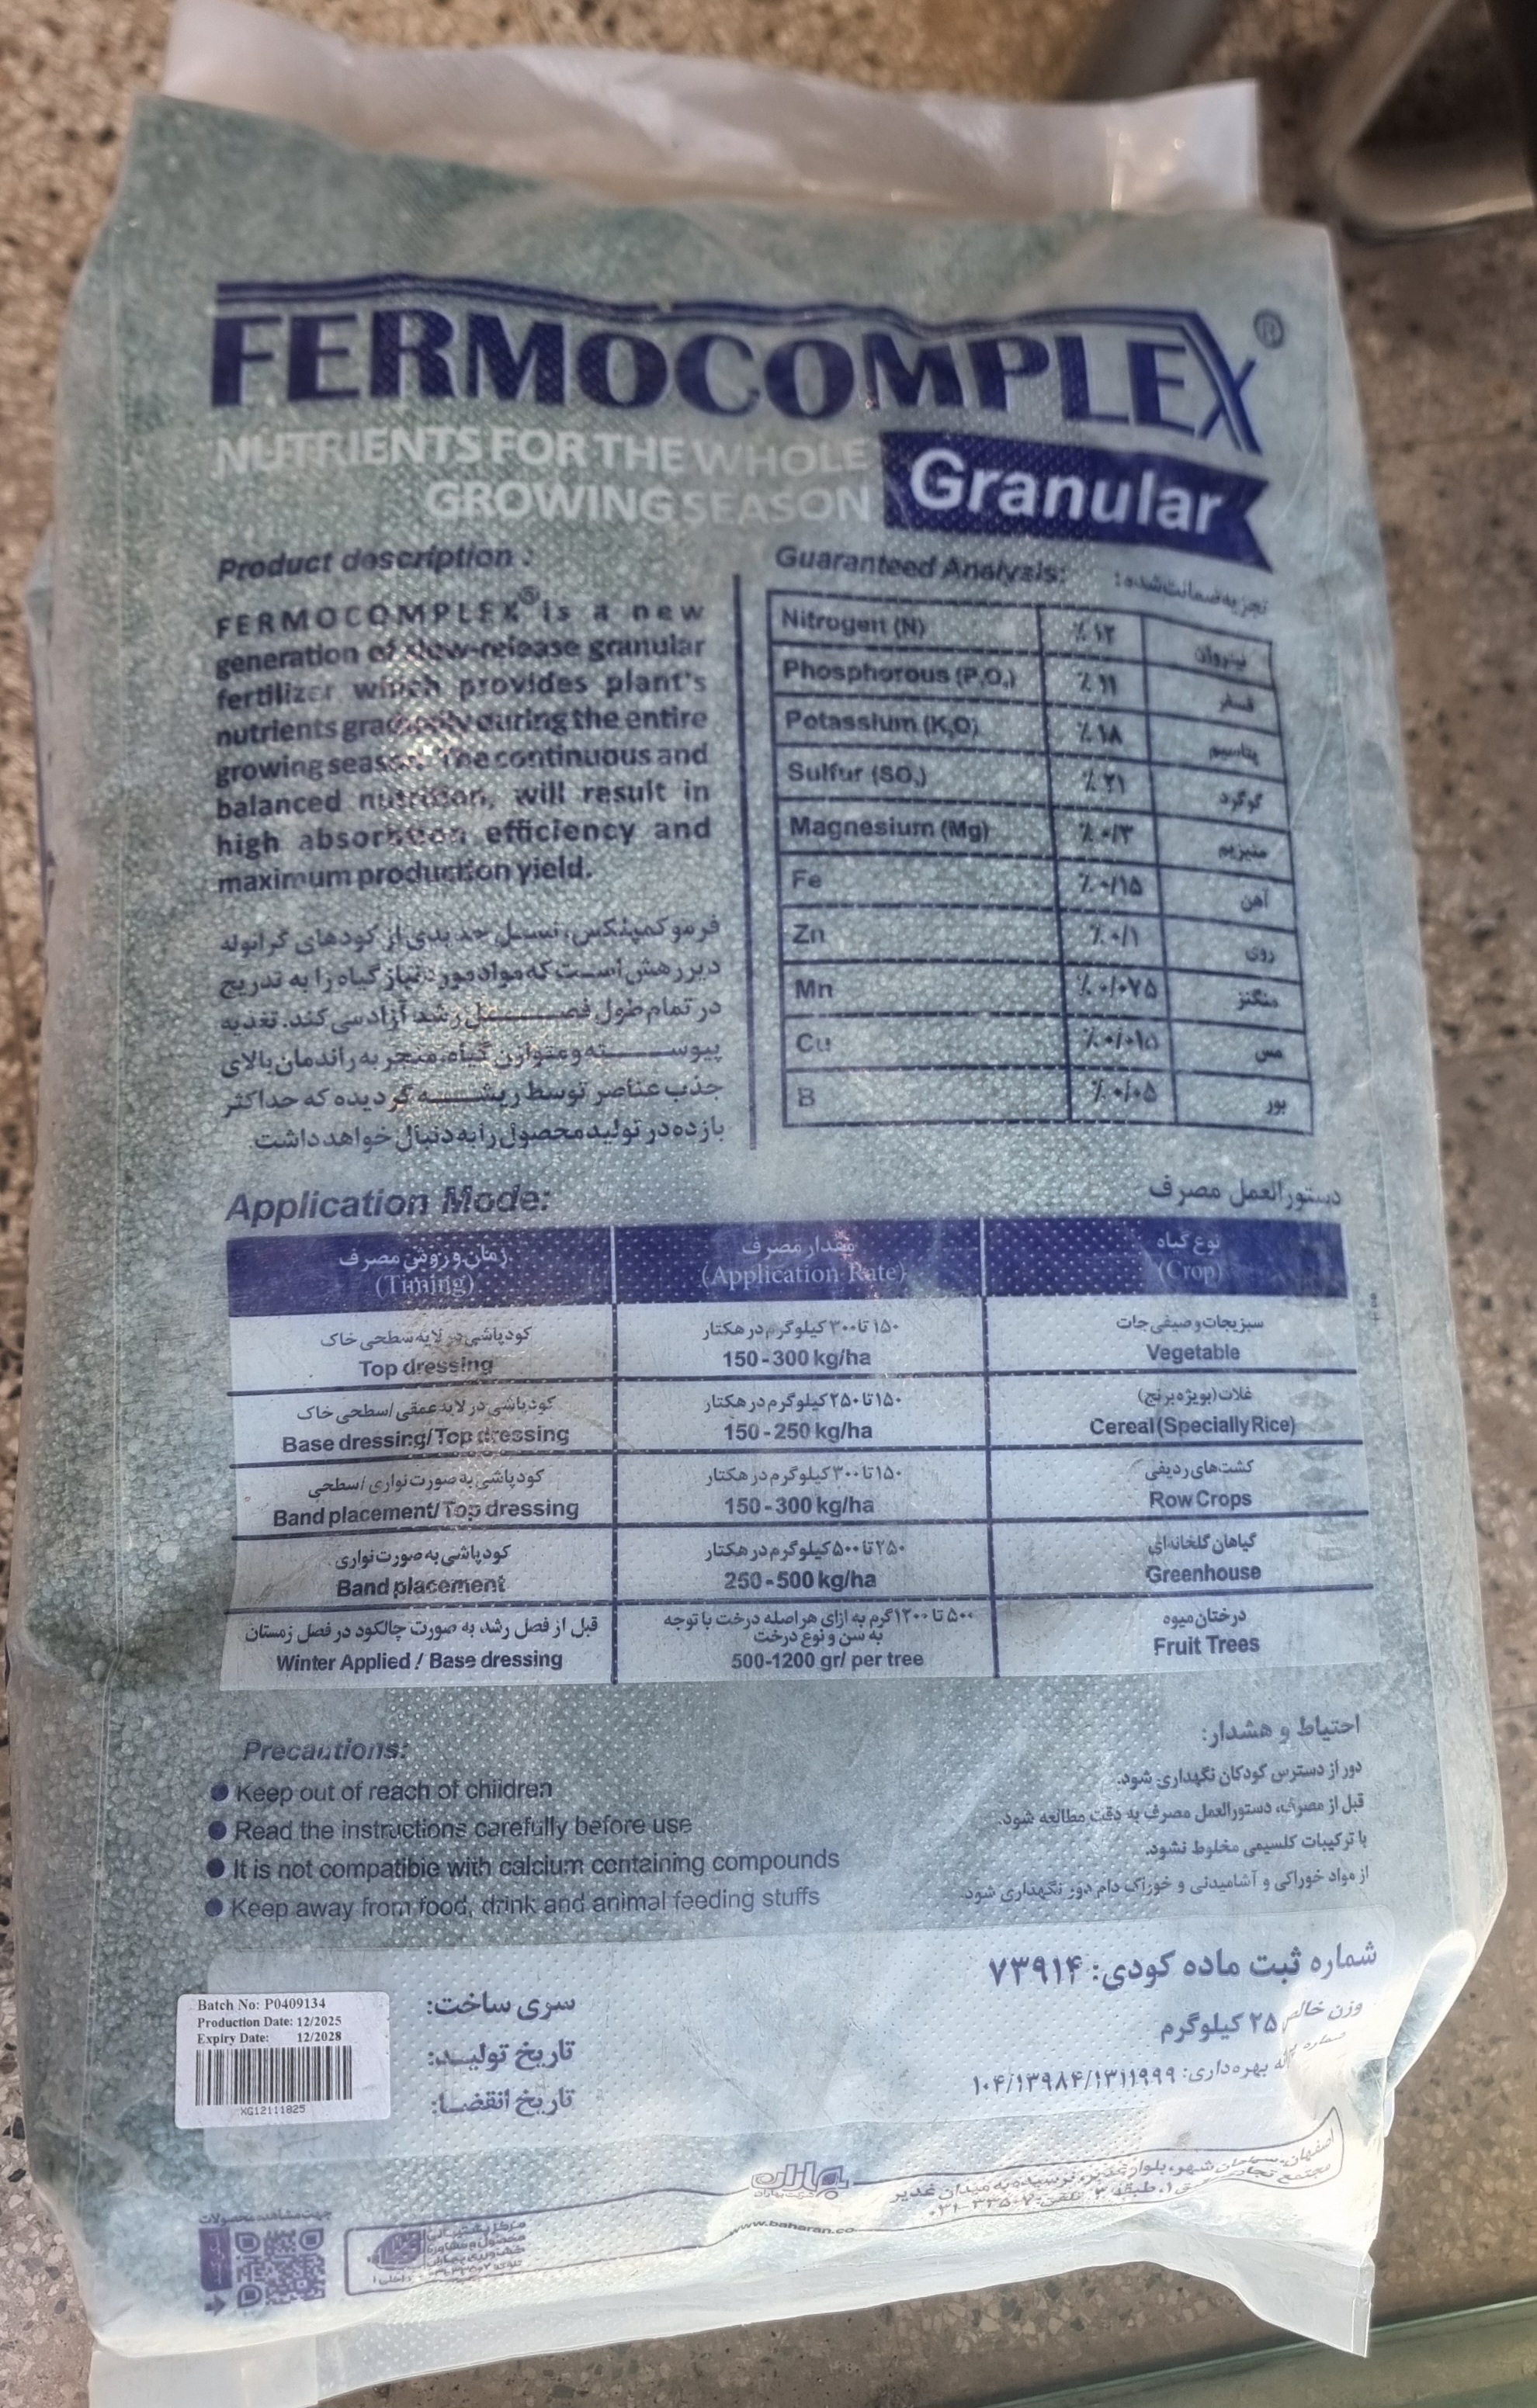 FERMOCOMPLEX®
NUTRIENTS FOR THE WHOLE
GROWING SEASON
Granular
Product description :
FERMOCOMPLEX® is a new
generation of slow-release granular
fertilizer which provides plant's
nutrients gradually during the entire
growing season. The continuous and
balanced nutrition, will result in
high absorption efficiency and
maximum production yield.
فرموکمپلکس، نسل جدیدی از کودهای گرانوله
دیررهش است که مواد مورد نیاز گیاه را به تدریج
در تمام طول فصل رشد آزاد می کند. تغذیه
پیوسته و متوازن گیاه، منجر به راندمان بالای
جذب عناصر توسط ریشه گردیده که حداکثر
بازده در تولید محصول را به دنبال خواهد داشت
Guaranteed Analysis: تجزیه ضمانت شده:
Nitrogen (N) ٪۱۲ نیتروژن
Phosphorous (P₂O₅) ٪۱۱ فسفر
Potassium (K₂O) ٪۱۸ پتاسیم
Sulfur (SO₃) ٪۲۱ گوگرد
Magnesium (Mg) ٪۰/۳ منیزیم
Fe ٪۰/۱۵ آهن
Zn ٪۰/۱ روی
Mn ٪۰/۰۷۵ منگنز
Cu ٪۰/۰۱۵ مس
B ٪۰/۰۵ بور
Application Mode: دستورالعمل مصرف
زمان و روش مصرف مقدار مصرف نوع گیاه
(Timing) (Application Rate) (Crop)
کودپاشی در لایه سطحی خاک ۱۵۰ تا ۳۰۰ کیلوگرم در هکتار سبزیجات و صیفی جات
Top dressing 150-300 kg/ha Vegetable
کودپاشی در لایه عمقی / سطحی خاک ۱۵۰ تا ۲۵۰ کیلوگرم در هکتار غلات (بویژه برنج)
Base dressing/Top dressing 150-250 kg/ha Cereal (Specially Rice)
کودپاشی به صورت نواری / سطحی ۱۵۰ تا ۳۰۰ کیلوگرم در هکتار کشت‌های ردیفی
Band placement/Top dressing 150-300 kg/ha Row Crops
کودپاشی به صورت نواری ۲۵۰ تا ۵۰۰ کیلوگرم در هکتار گیاهان گلخانه‌ای
Band placement 250-500 kg/ha Greenhouse
قبل از فصل رشد، به صورت چالکود در فصل زمستان ۵۰۰ تا ۱۲۰۰ گرم به ازای هر اصله درخت با توجه درختان میوه
به سن و نوع درخت
Winter Applied / Base dressing 500-1200 gr/ per tree Fruit Trees
Precautions:
Keep out of reach of children
Read the instructions carefully before use
It is not compatible with calcium containing compounds
Keep away from food, drink and animal feeding stuffs
احتیاط و هشدار:
دور از دسترس کودکان نگهداری شود.
قبل از مصرف، دستورالعمل مصرف به دقت مطالعه شود.
با ترکیبات کلسیمی مخلوط نشود.
از مواد خوراکی و آشامیدنی و خوراک دام دور نگهداری شود.
شماره ثبت ماده کودی: ۷۳۹۱۴
وزن خالص ۲۵ کیلوگرم
بهره‌برداری: ۱۰۴/۱۳۹۸۴/۱۳۱۱۹۹۹
سری ساخت:
تاریخ تولید:
تاریخ انقضا:
Batch No: P0409134
Production Date: 12/2025
Expiry Date: 12/2028
XG12111825
جهت مشاهده محصولات
بهاران
www.baharan.co
اصفهان، سپاهان شهر، بلوار غدیر، نرسیده به میدان غدیر